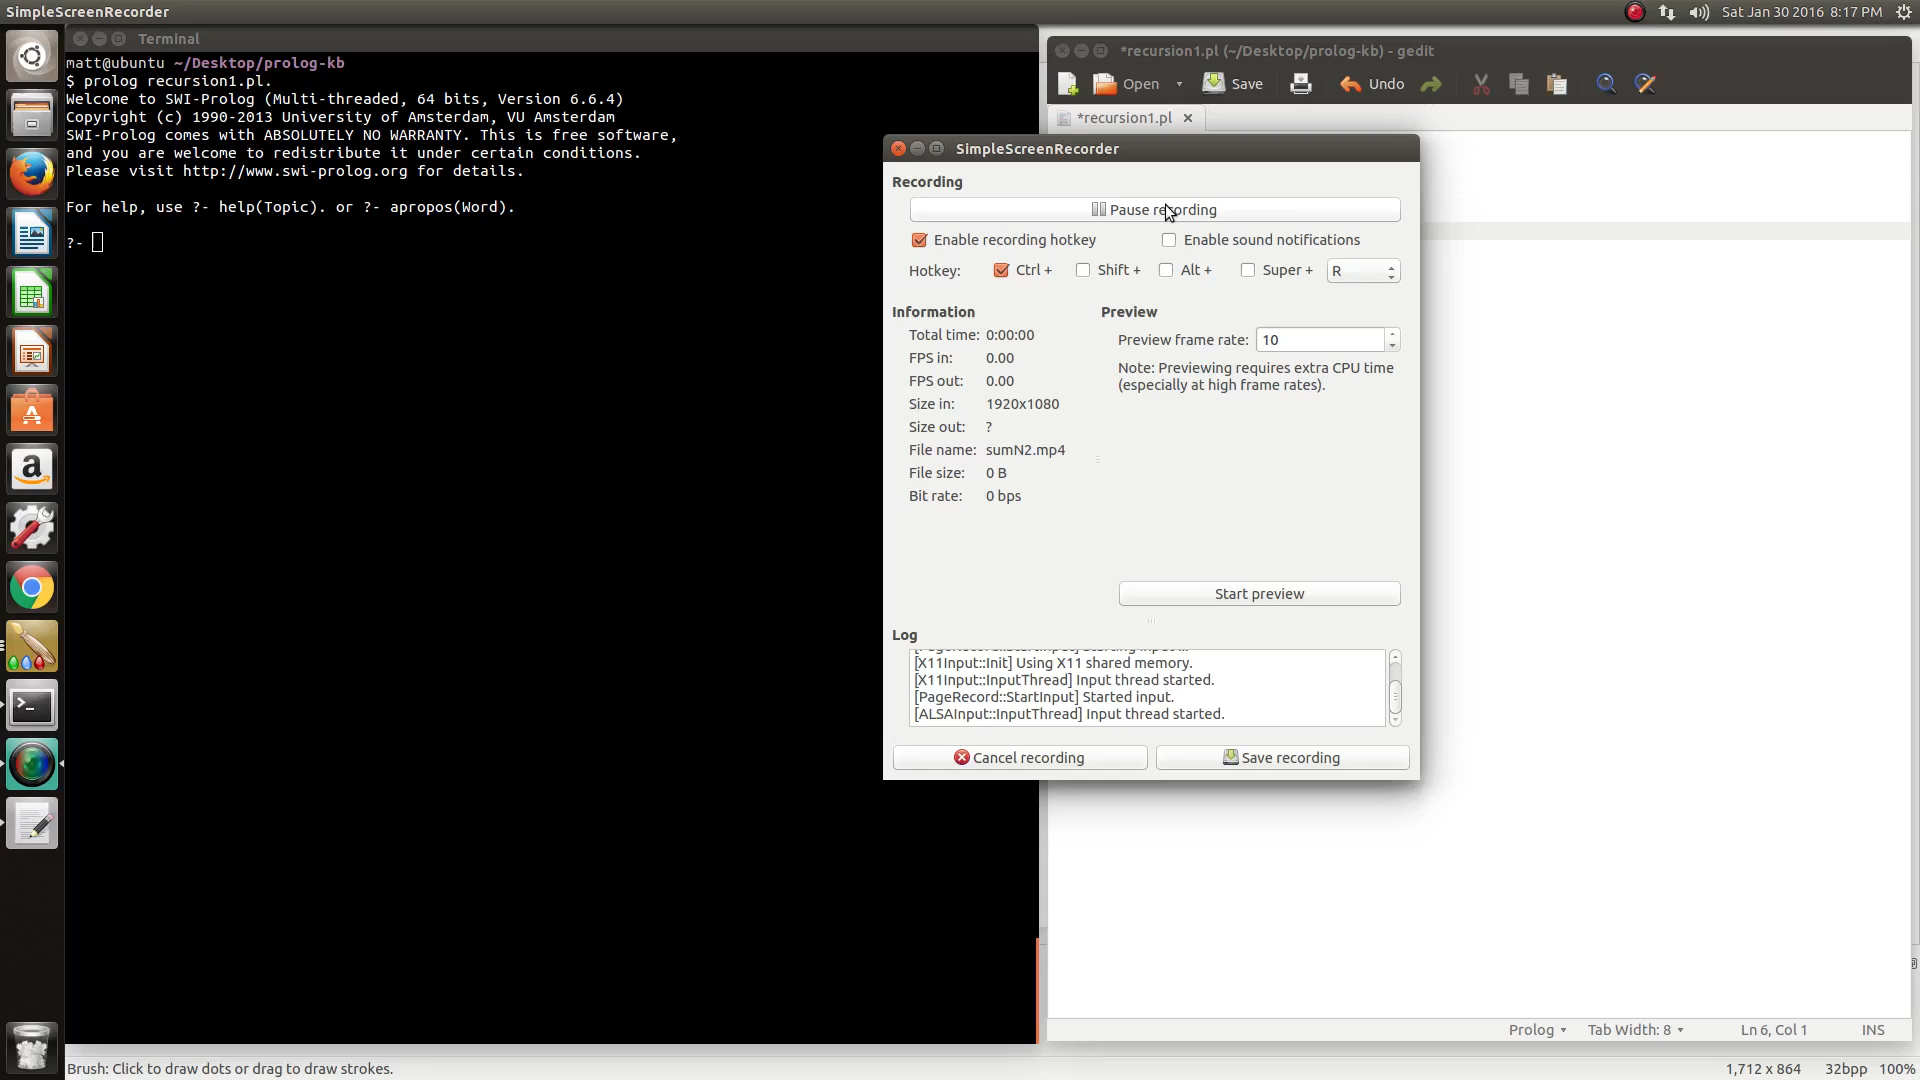 SimpleScreenRecorder
Sat Jan 30 2016 8:17 PM
Terminal
matt@ubuntu ~/Desktop/prolog-kb
$ prolog recursion1.pl.
Welcome to SWI-Prolog (Multi-threaded, 64 bits, Version 6.6.4)
Copyright (c) 1990-2013 University of Amsterdam, VU Amsterdam
SWI-Prolog comes with ABSOLUTELY NO WARRANTY. This is free software,
and you are welcome to redistribute it under certain conditions.
Please visit http://www.swi-prolog.org for details.
For help, use ?- help(Topic). or ?- apropos(Word).
?-
*recursion1.pl (~/Desktop/prolog-kb) - gedit
Open Save Undo
*recursion1.pl
SimpleScreenRecorder
Recording
Pause recording
Enable recording hotkey Enable sound notifications
Hotkey: Ctrl + Shift + Alt + Super + R
Information
Total time: 0:00:00
FPS in: 0.00
FPS out: 0.00
Size in: 1920x1080
Size out: ?
File name: sumN2.mp4
File size: 0 B
Bit rate: 0 bps
Preview
Preview frame rate: 10
Note: Previewing requires extra CPU time
(especially at high frame rates).
Start preview
Log
[X11Input::Init] Using X11 shared memory.
[X11Input::InputThread] Input thread started.
[PageRecord::StartInput] Started input.
[ALSAInput::InputThread] Input thread started.
Cancel recording Save recording
Prolog Tab Width: 8 Ln 6, Col 1 INS
Brush: Click to draw dots or drag to draw strokes.
1,712 x 864 32bpp 100%